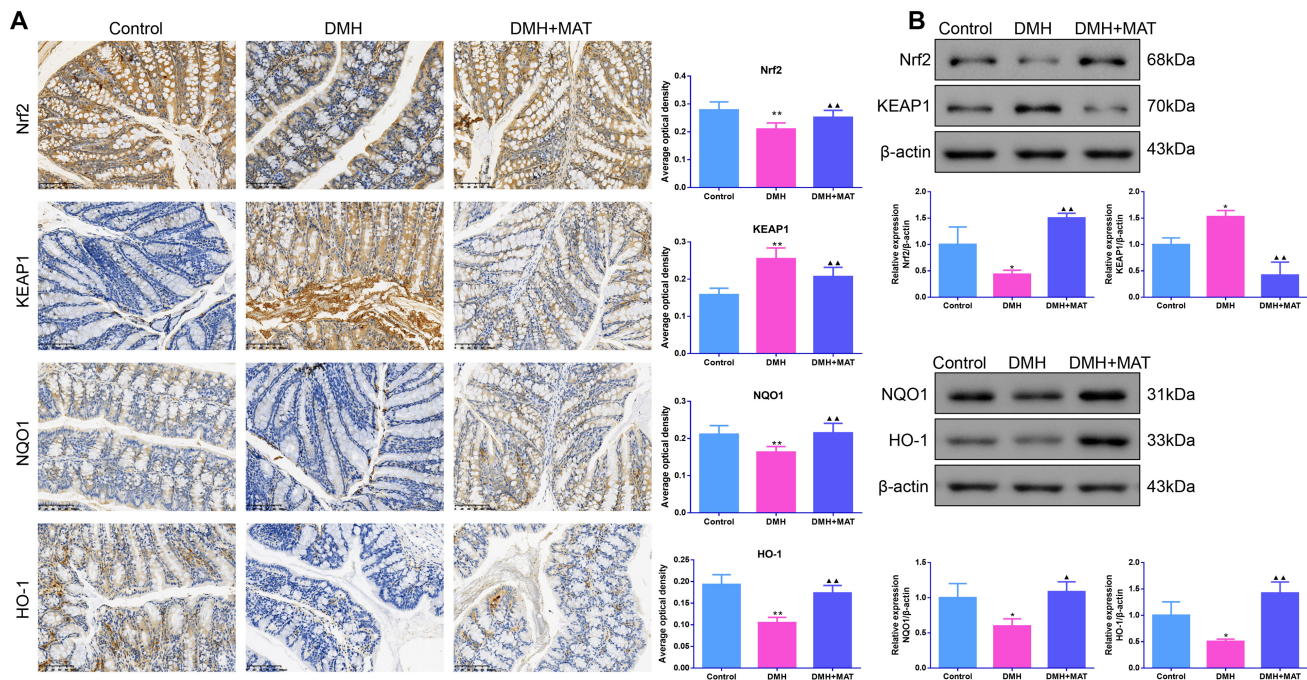 A
Control DMH DMH+MAT
Nrf2
KEAP1
NQO1
HO-1
Nrf2
Average optical density
0.4
0.3
0.2
0.1
0.0
**
▲▲
Control DMH DMH+MAT
KEAP1
Average optical density
0.3
0.2
0.1
0.0
**
▲▲
Control DMH DMH+MAT
NQO1
Average optical density
0.3
0.2
0.1
0.0
**
▲▲
Control DMH DMH+MAT
HO-1
Average optical density
0.25
0.20
0.15
0.10
0.05
0.00
**
▲▲
Control DMH DMH+MAT
B
Control DMH DMH+MAT
Nrf2 68kDa
KEAP1 70kDa
β-actin 43kDa
Relative expression
Nrf2/β-actin
2.0
1.5
1.0
0.5
0.0
*
▲▲
Control DMH DMH+MAT
Relative expression
KEAP1/β-actin
2.0
1.5
1.0
0.5
0.0
*
▲▲
Control DMH DMH+MAT
Control DMH DMH+MAT
NQO1 31kDa
HO-1 33kDa
β-actin 43kDa
Relative expression
NQO1/β-actin
1.5
1.0
0.5
0.0
*
▲
Control DMH DMH+MAT
Relative expression
HO-1/β-actin
2.0
1.5
1.0
0.5
0.0
*
▲▲
Control DMH DMH+MAT